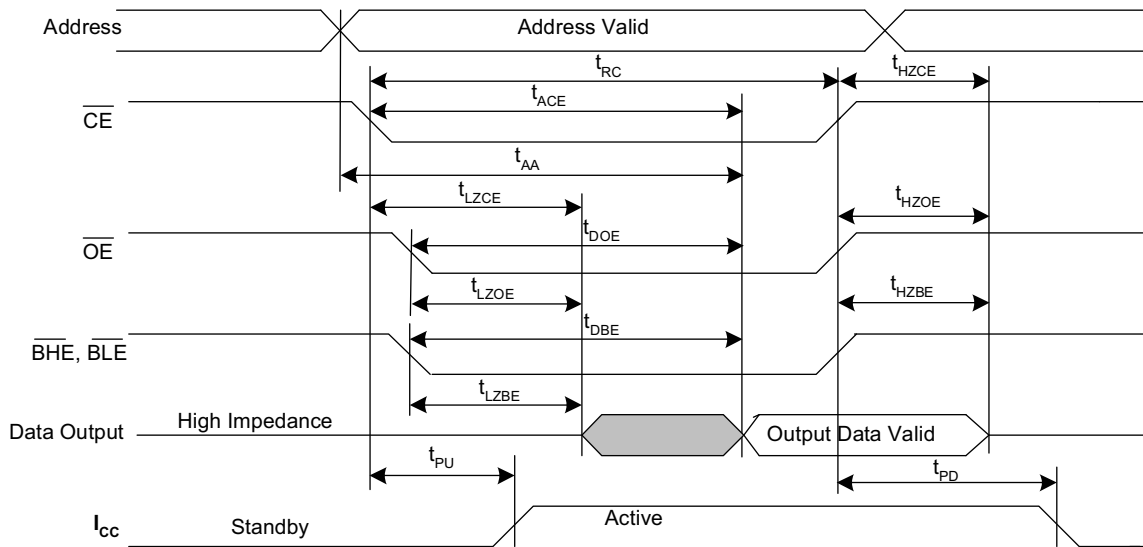 Address
Address Valid
tRC
tHZCE
tACE
CE
tAA
tLZCE
tHZOE
tDOE
OE
tLZOE
tHZBE
tDBE
BHE, BLE
tLZBE
High Impedance
Data Output
Output Data Valid
tPU
tPD
ICC
Standby
Active